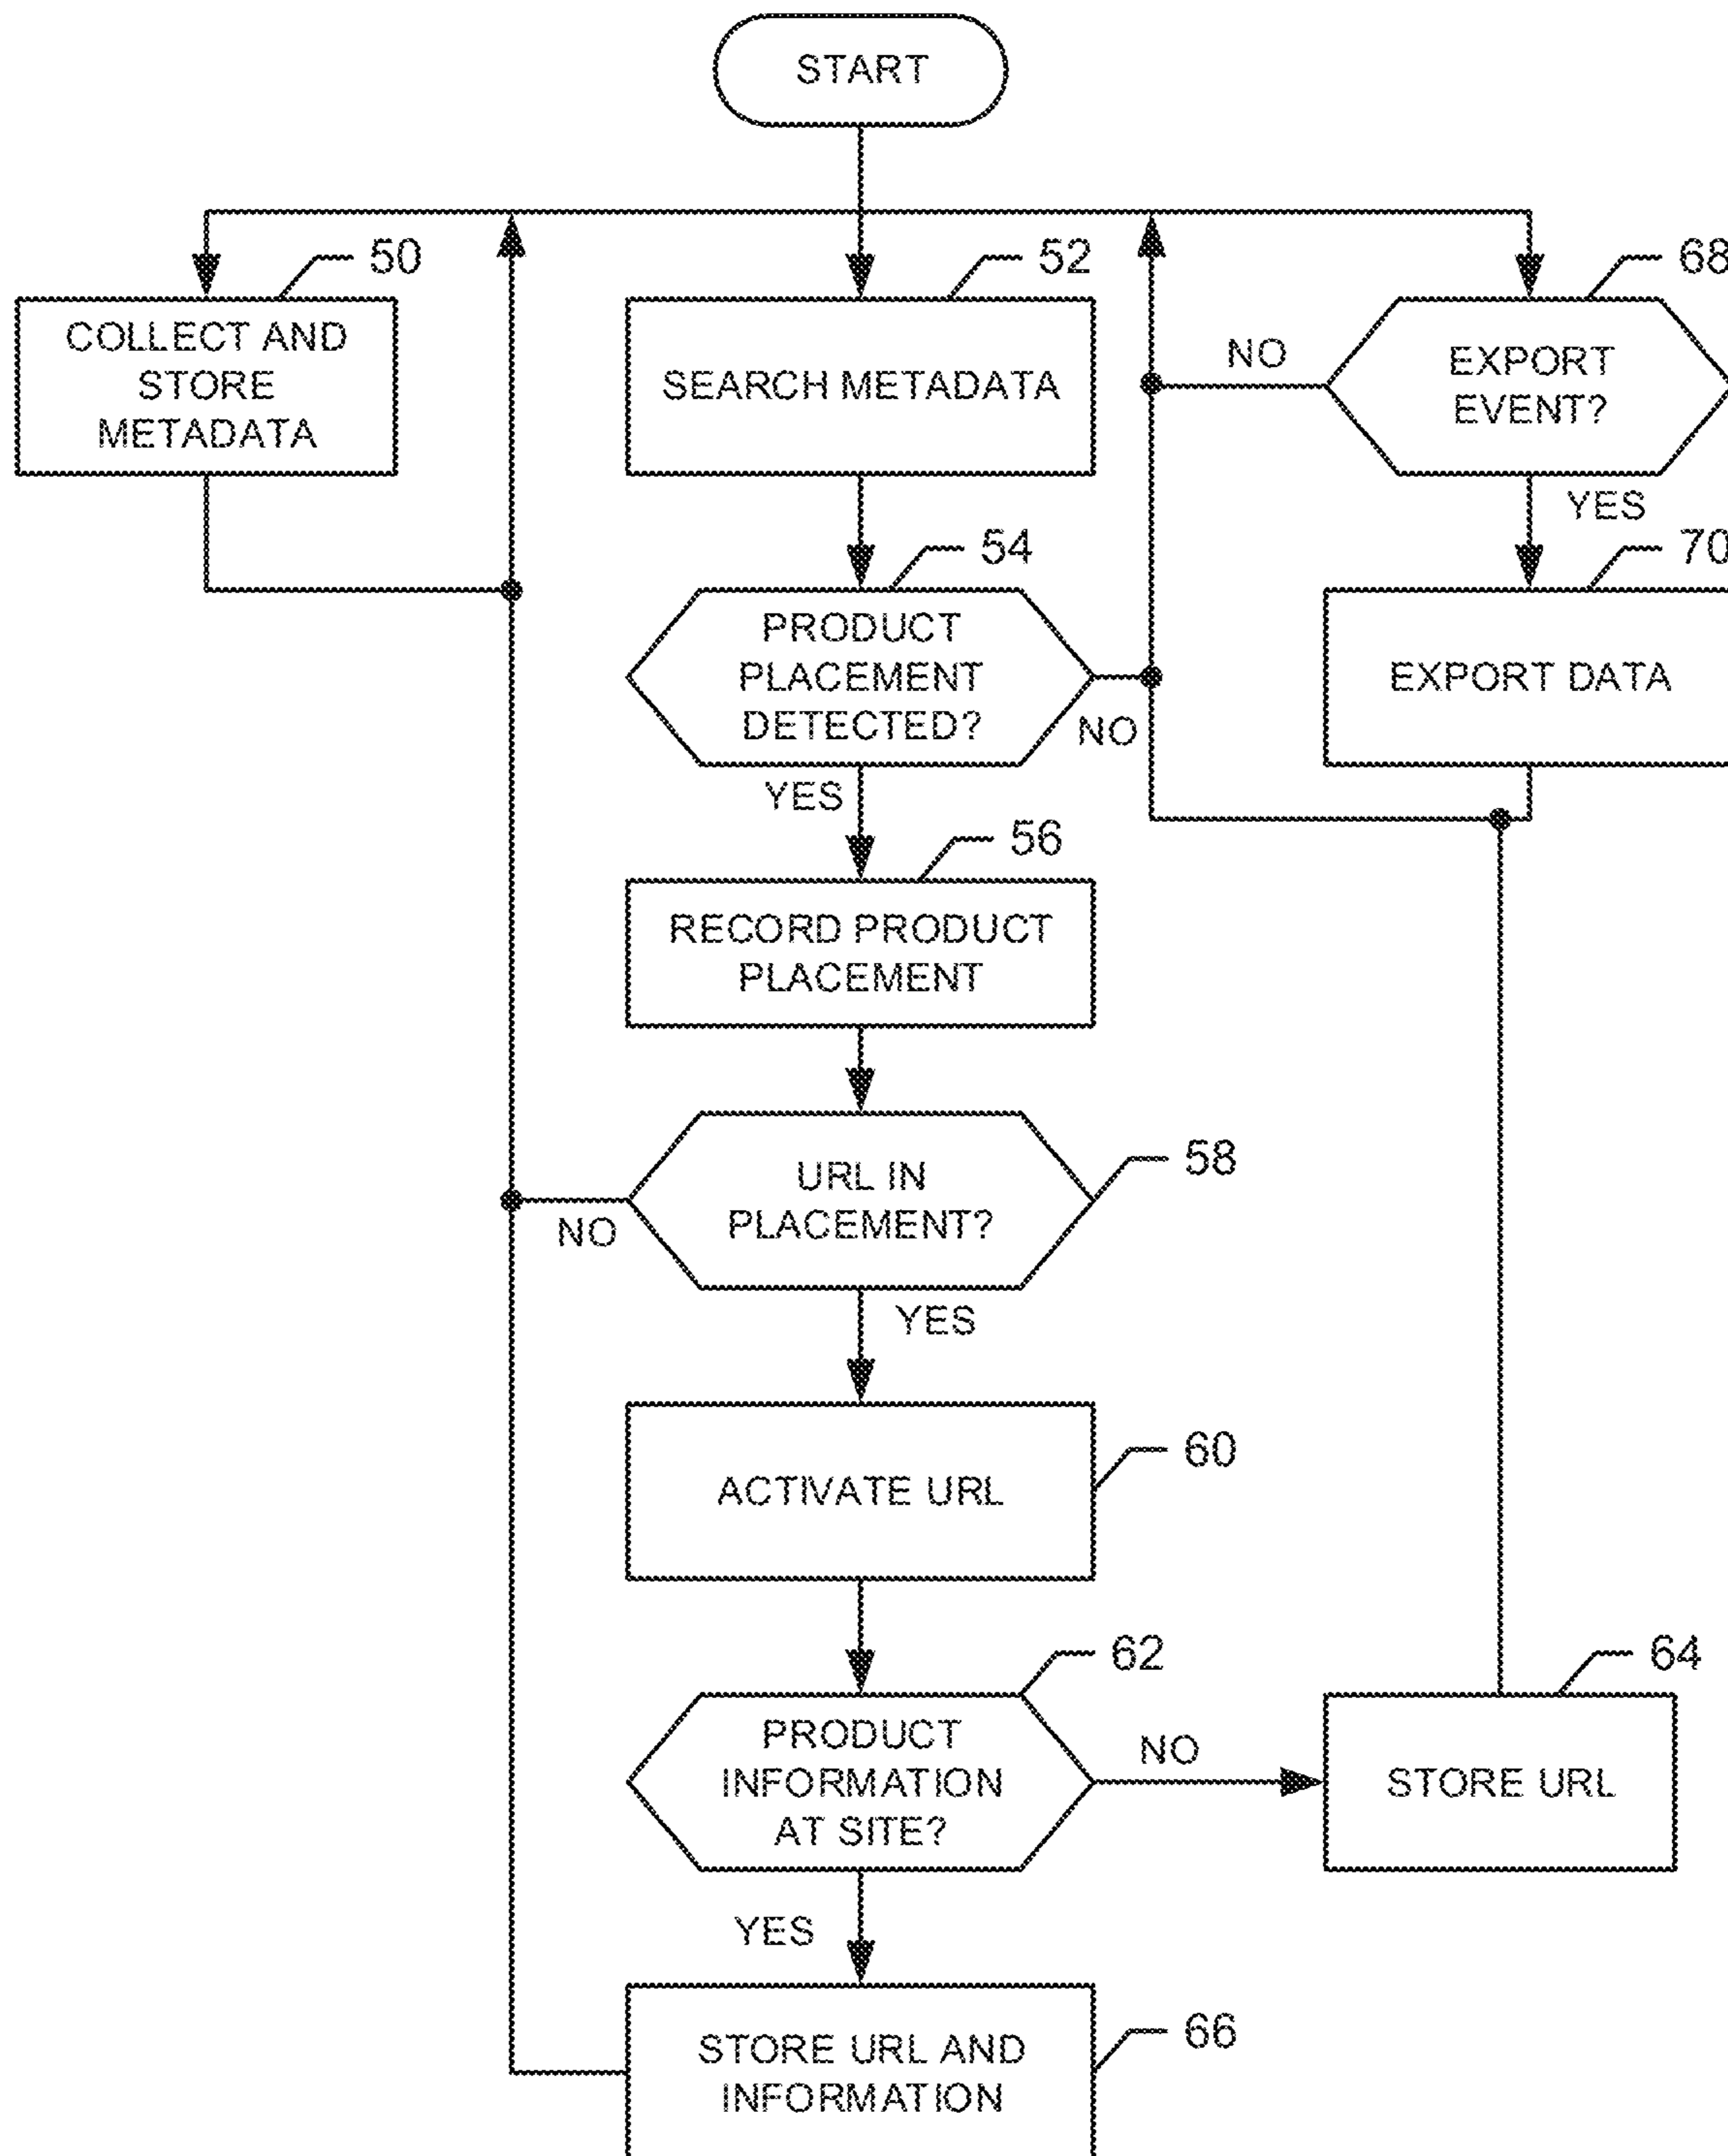 START
50
COLLECT AND
STORE
METADATA
52
SEARCH METADATA
68
EXPORT
EVENT?
NO
YES
54
PRODUCT
PLACEMENT
DETECTED?
NO
YES
70
EXPORT DATA
56
RECORD PRODUCT
PLACEMENT
58
URL IN
PLACEMENT?
NO
YES
60
ACTIVATE URL
62
PRODUCT
INFORMATION
AT SITE?
NO
YES
64
STORE URL
66
STORE URL AND
INFORMATION